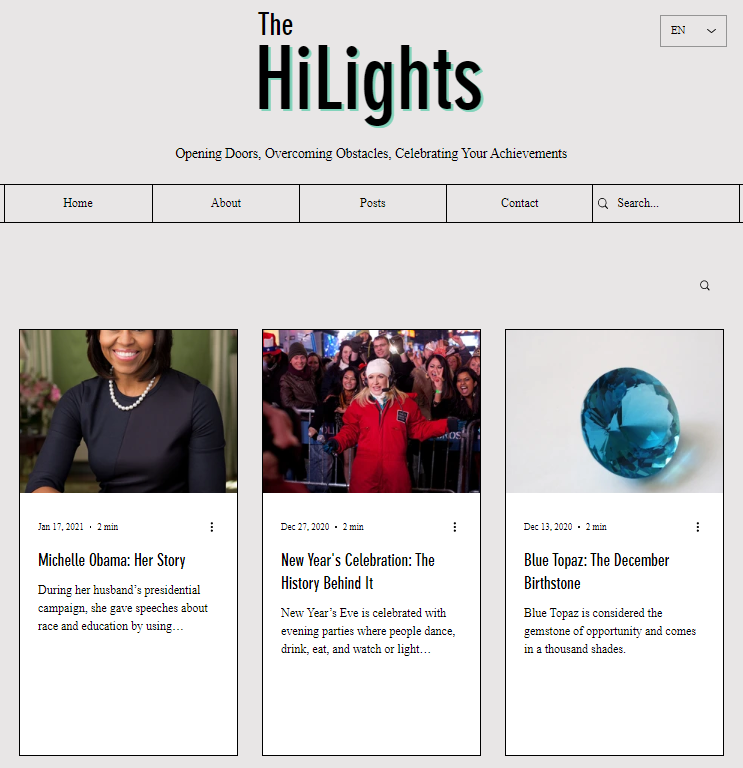 The
HiLights
EN
Opening Doors, Overcoming Obstacles, Celebrating Your Achievements
Home
About
Posts
Contact
Search...
Jan 17, 2021 · 2 min
Michelle Obama: Her Story
During her husband’s presidential
campaign, she gave speeches about
race and education by using…
Dec 27, 2020 · 2 min
New Year's Celebration: The
History Behind It
New Year’s Eve is celebrated with
evening parties where people dance,
drink, eat, and watch or light…
Dec 13, 2020 · 2 min
Blue Topaz: The December
Birthstone
Blue Topaz is considered the
gemstone of opportunity and comes
in a thousand shades.